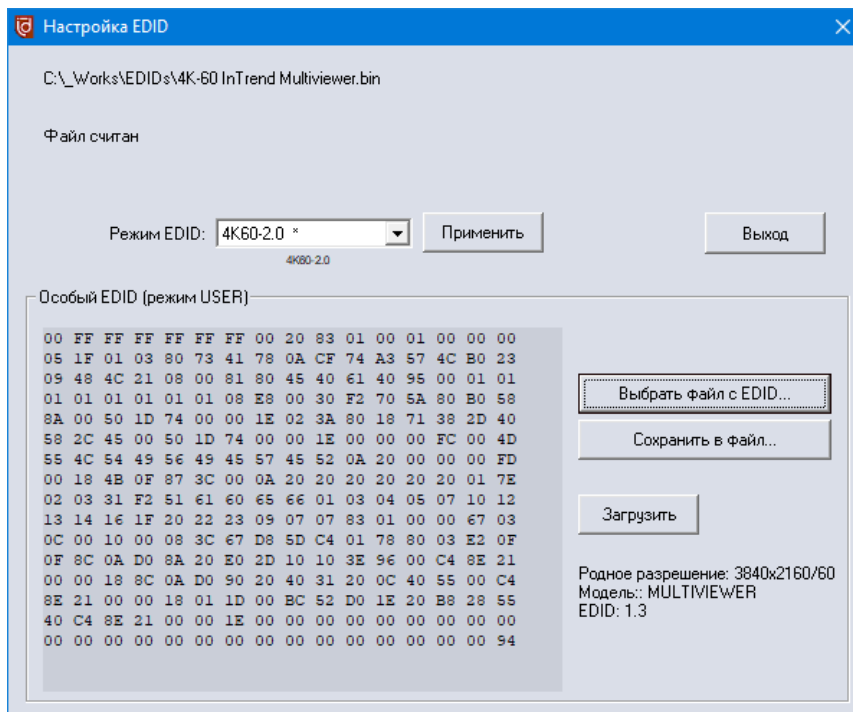 Настройка EDID
C:\_Works\EDIDs\4K-60 InTrend Multiviewer.bin
Файл считан
Режим EDID: 4K60-2.0 * Применить Выход
4K60-2.0
Особый EDID (режим USER)
00 FF FF FF FF FF FF 00 20 83 01 00 01 00 00 00
05 1F 01 03 80 73 41 78 0A CF 74 A3 57 4C B0 23
09 48 4C 21 08 00 81 80 45 40 61 40 95 00 01 01
01 01 01 01 01 01 08 E8 00 30 F2 70 5A 80 B0 58
8A 00 50 1D 74 00 00 1E 02 3A 80 18 71 38 2D 40
58 2C 45 00 50 1D 74 00 00 1E 00 00 00 FC 00 4D
55 4C 54 49 56 49 45 57 45 52 0A 20 00 00 00 FD
00 18 4B 0F 87 3C 00 0A 20 20 20 20 20 20 01 7E
02 03 31 F2 51 61 60 65 66 01 03 04 05 07 10 12
13 14 16 1F 20 22 23 09 07 07 83 01 00 00 67 03
0C 00 10 00 08 3C 67 D8 5D C4 01 78 80 03 E2 0F
0F 8C 0A D0 8A 20 E0 2D 10 10 3E 96 00 C4 8E 21
00 00 18 8C 0A D0 90 20 40 31 20 0C 40 55 00 C4
8E 21 00 00 18 01 1D 00 BC 52 D0 1E 20 B8 28 55
40 C4 8E 21 00 00 1E 00 00 00 00 00 00 00 00 00
00 00 00 00 00 00 00 00 00 00 00 00 00 00 00 94
Выбрать файл с EDID...
Сохранить в файл...
Загрузить
Родное разрешение: 3840x2160/60
Модель:: MULTIVIEWER
EDID: 1.3